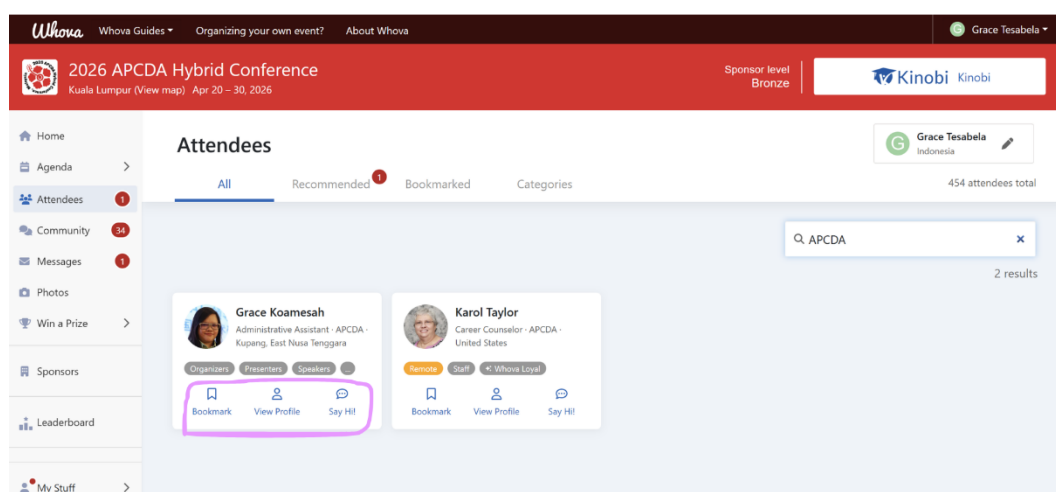 Whova Whova Guides Organizing your own event? About Whova G Grace Tesabela
2026 APCDA Hybrid Conference
Kuala Lumpur (View map) Apr 20 – 30, 2026
Sponsor level
Bronze
Kinobi Kinobi
Home
Agenda
Attendees 1
Community 34
Messages 1
Photos
Win a Prize
Sponsors
Leaderboard
My Stuff
Attendees
G Grace Tesabela
Indonesia
All Recommended 1 Bookmarked Categories
454 attendees total
APCDA
2 results
Grace Koamesah
Administrative Assistant · APCDA ·
Kupang, East Nusa Tenggara
Organizers Presenters Speakers ...
Bookmark View Profile Say Hi!
Karol Taylor
Career Counselor · APCDA ·
United States
Remote Staff Whova Loyal
Bookmark View Profile Say Hi!